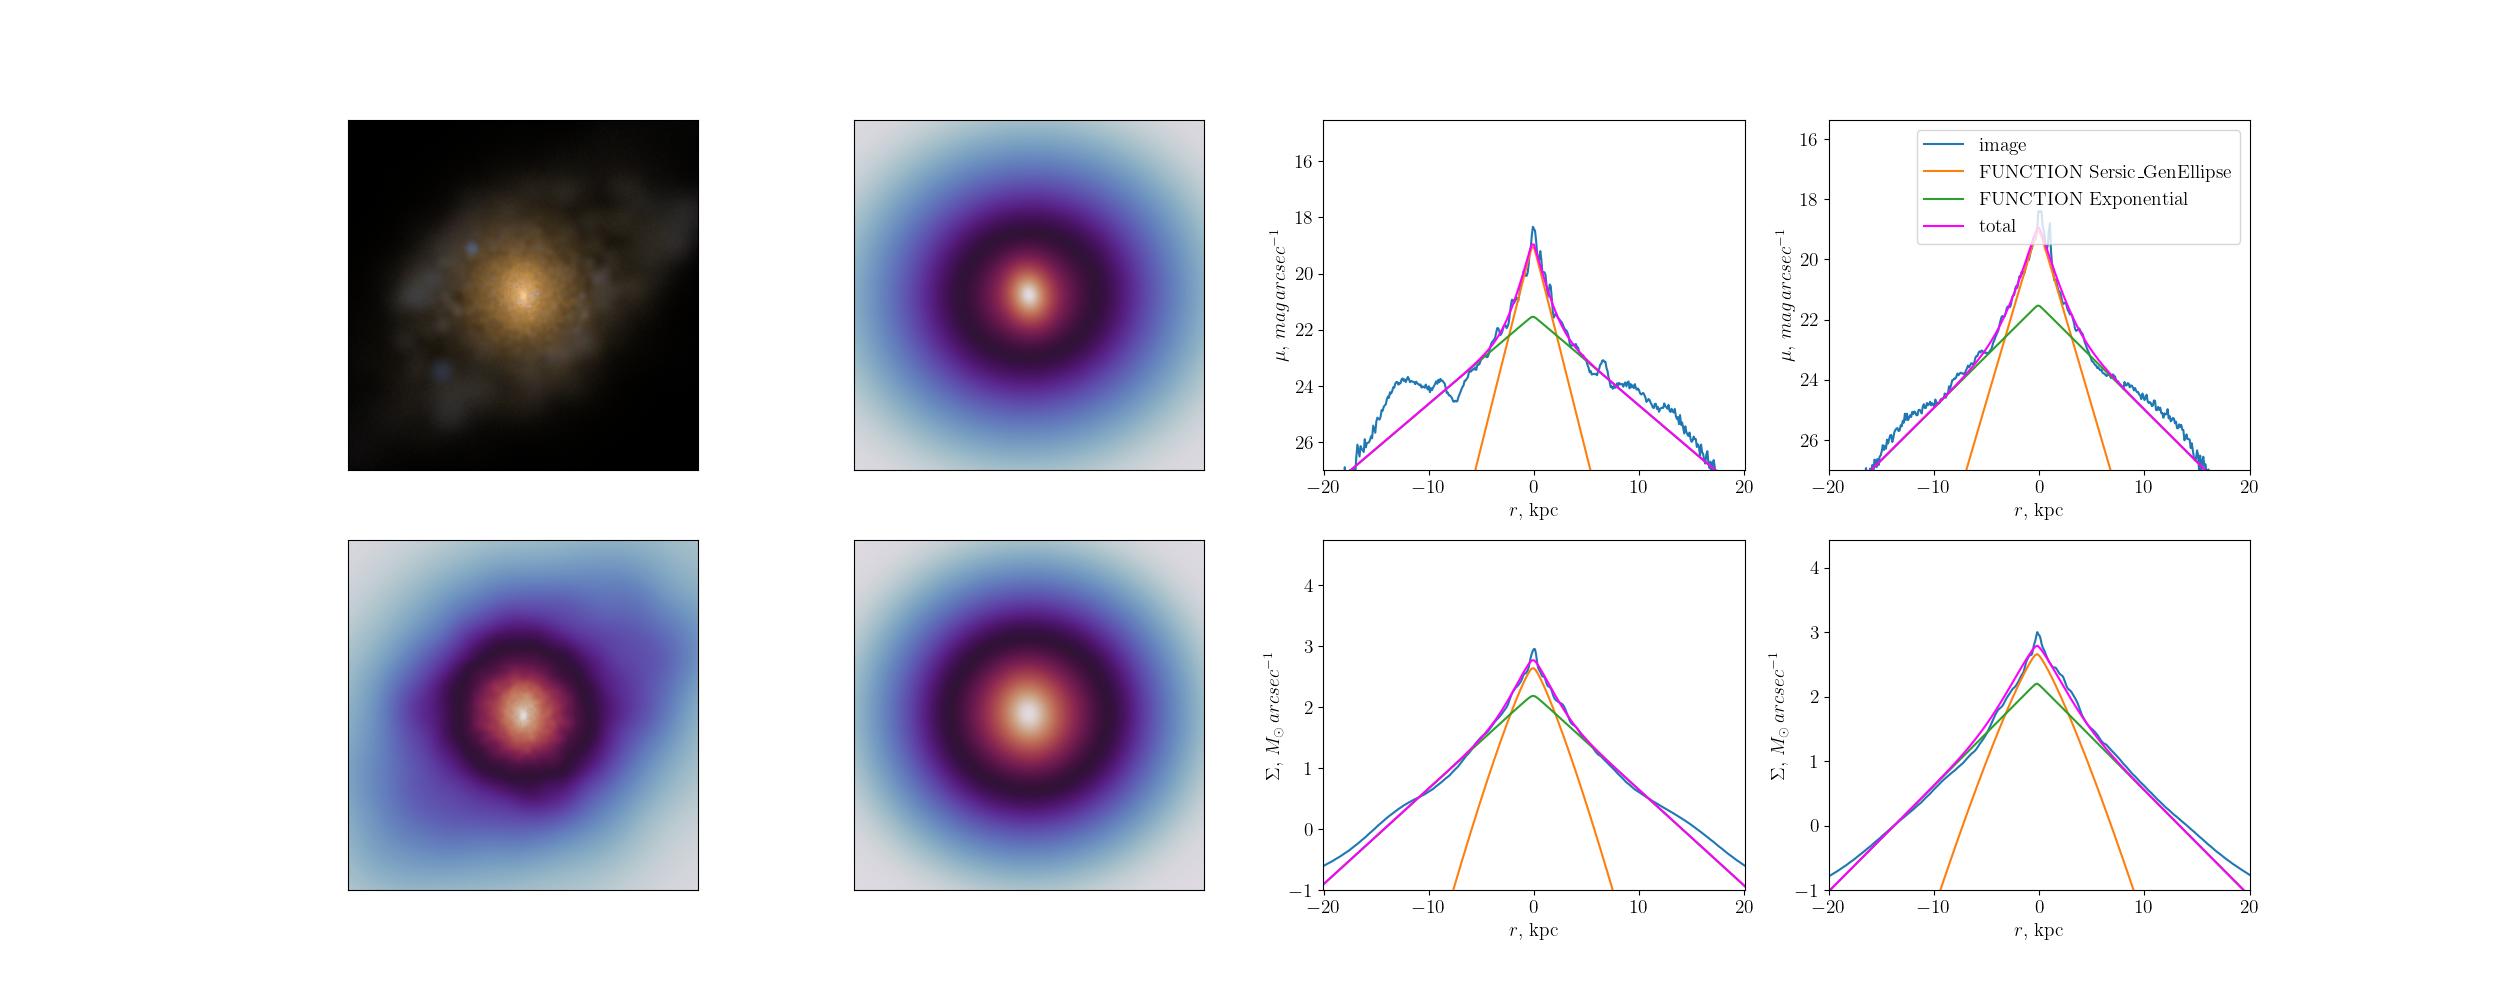 16
18
20
22
24
26
μ, mag arcsec⁻¹
−20 −10 0 10 20
r, kpc
16
18
20
22
24
26
μ, mag arcsec⁻¹
image
FUNCTION Sersic_GenEllipse
FUNCTION Exponential
total
−20 −10 0 10 20
r, kpc
4
3
2
1
0
−1
Σ, M⊙ arcsec⁻¹
−20 −10 0 10 20
r, kpc
4
3
2
1
0
−1
Σ, M⊙ arcsec⁻¹
−20 −10 0 10 20
r, kpc